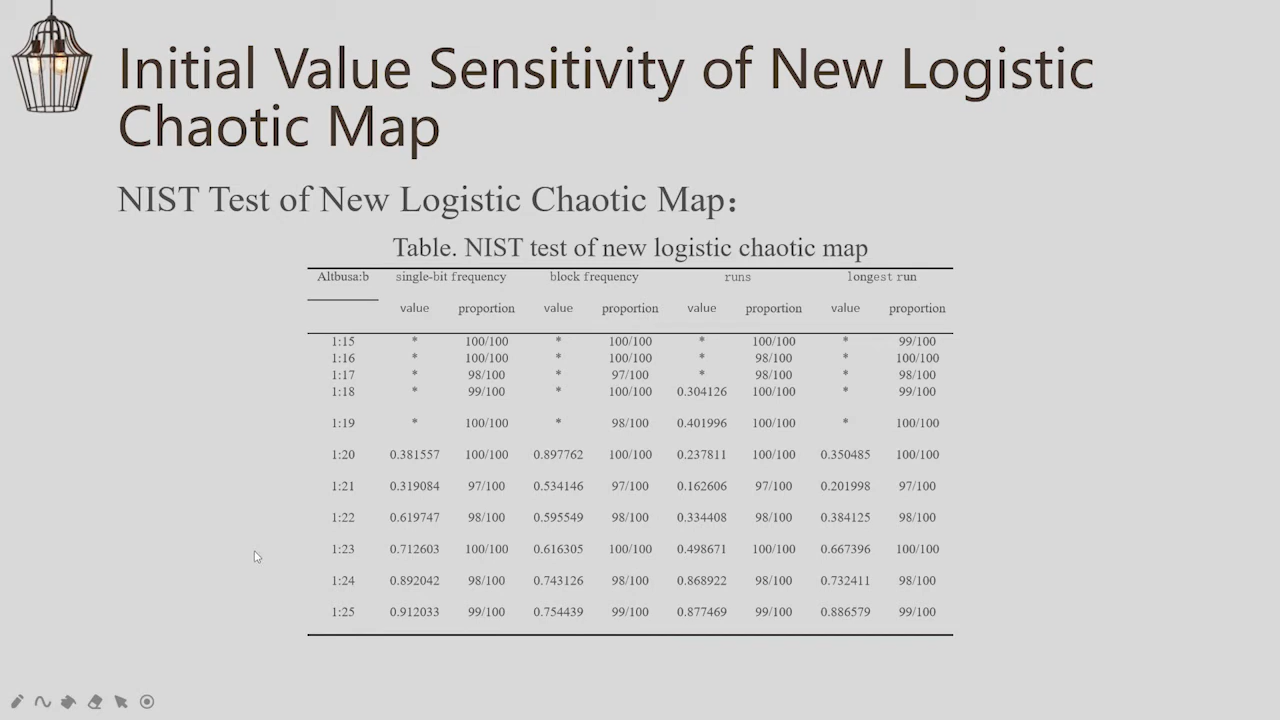 Initial Value Sensitivity of New Logistic
Chaotic Map
NIST Test of New Logistic Chaotic Map：
Table. NIST test of new logistic chaotic map
Altbusa:b single-bit frequency block frequency runs longest run
value proportion value proportion value proportion value proportion
1:15 * 100/100 * 100/100 * 100/100 * 99/100
1:16 * 100/100 * 100/100 * 98/100 * 100/100
1:17 * 98/100 * 97/100 * 98/100 * 98/100
1:18 * 99/100 * 100/100 0.304126 100/100 * 99/100
1:19 * 100/100 * 98/100 0.401996 100/100 * 100/100
1:20 0.381557 100/100 0.897762 100/100 0.237811 100/100 0.350485 100/100
1:21 0.319084 97/100 0.534146 97/100 0.162606 97/100 0.201998 97/100
1:22 0.619747 98/100 0.595549 98/100 0.334408 98/100 0.384125 98/100
1:23 0.712603 100/100 0.616305 100/100 0.498671 100/100 0.667396 100/100
1:24 0.892042 98/100 0.743126 98/100 0.868922 98/100 0.732411 98/100
1:25 0.912033 99/100 0.754439 99/100 0.877469 99/100 0.886579 99/100